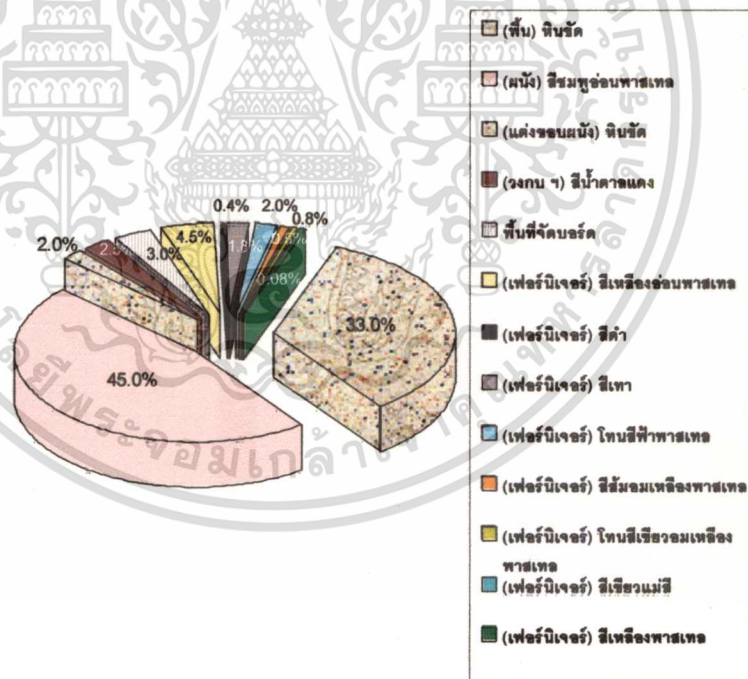 (พื้น) หินขัด
(ผนัง) สีชมพูอ่อนพาสเทล
(แต่งขอบผนัง) หินขัด
(วงกบ ฯ) สีน้ำตาลแดง
พื้นที่จัดบอร์ด
(เฟอร์นิเจอร์) สีเหลืองอ่อนพาสเทล
(เฟอร์นิเจอร์) สีดำ
(เฟอร์นิเจอร์) สีเทา
(เฟอร์นิเจอร์) โทนสีฟ้าพาสเทล
(เฟอร์นิเจอร์) สีส้มอมเหลืองพาสเทล
(เฟอร์นิเจอร์) โทนสีเขียวอมเหลือง
พาสเทล
(เฟอร์นิเจอร์) สีเขียวแม่สี
(เฟอร์นิเจอร์) สีเหลืองพาสเทล
0.4% 2.0%
0.8%
4.5%
1.8%
2.0%
3.0%
0.08%
33.0%
45.0%